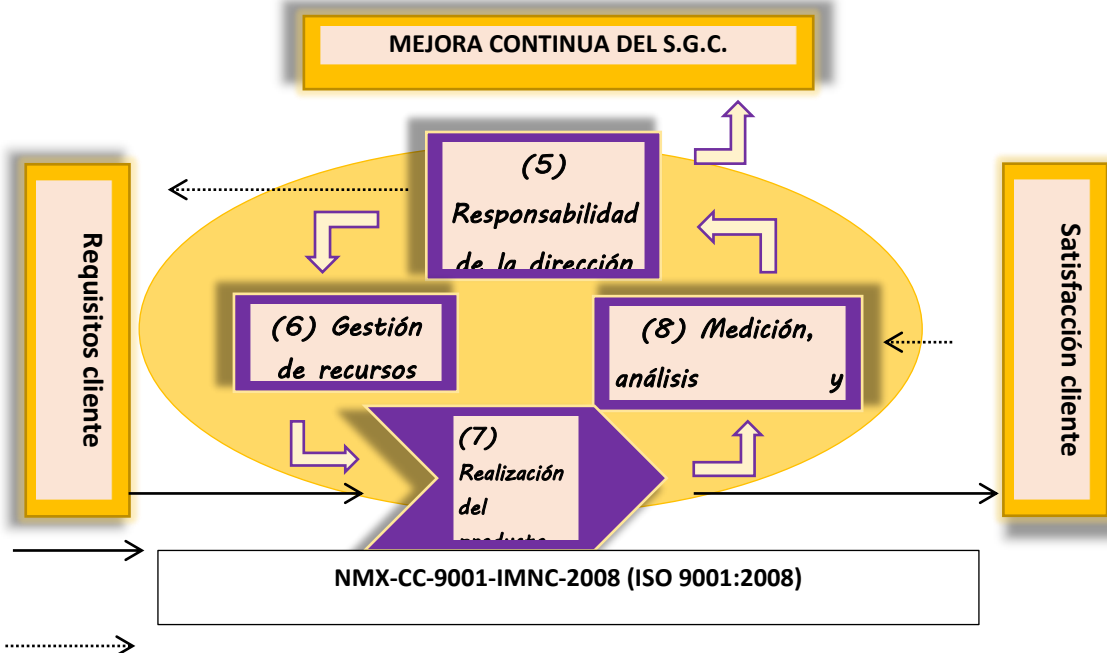 MEJORA CONTINUA DEL S.G.C.
(5)
Responsabilidad
de la dirección
Requisitos cliente
Satisfacción cliente
(6) Gestión
de recursos
(8) Medición,
análisis y
(7)
Realización
del
producto
NMX-CC-9001-IMNC-2008 (ISO 9001:2008)